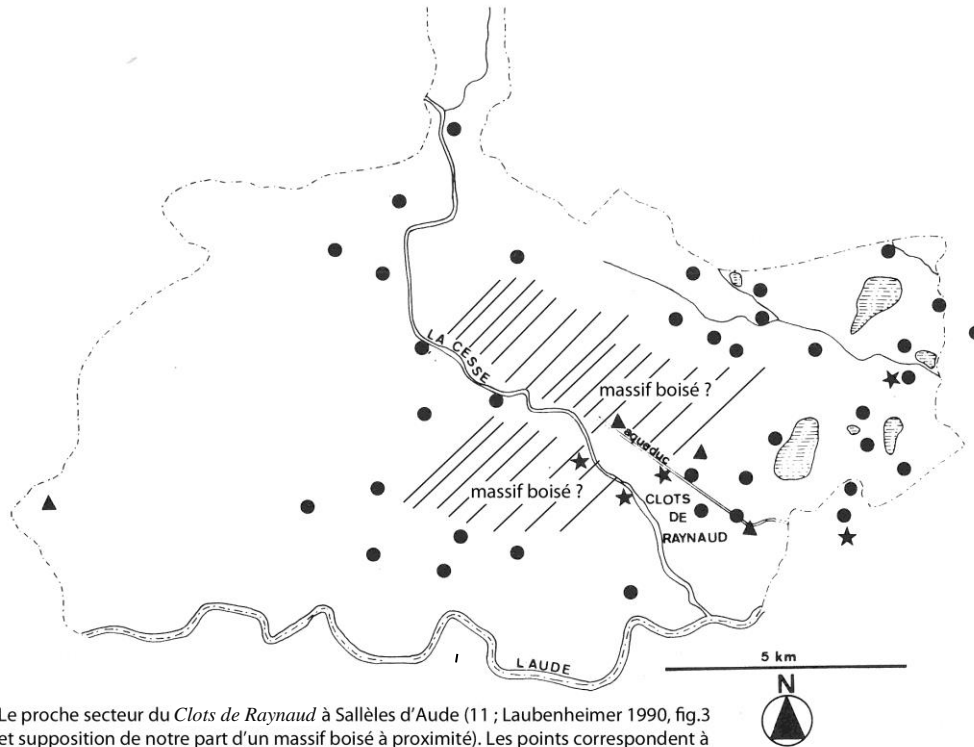 LA CESSE
massif boisé ?
aqueduc
massif boisé ?
CLOTS
DE
RAYNAUD
5 km
LAUDE
N
Le proche secteur du Clots de Raynaud à Sallèles d'Aude (11 ; Laubenheimer 1990, fig.3
et supposition de notre part d'un massif boisé à proximité). Les points correspondent à